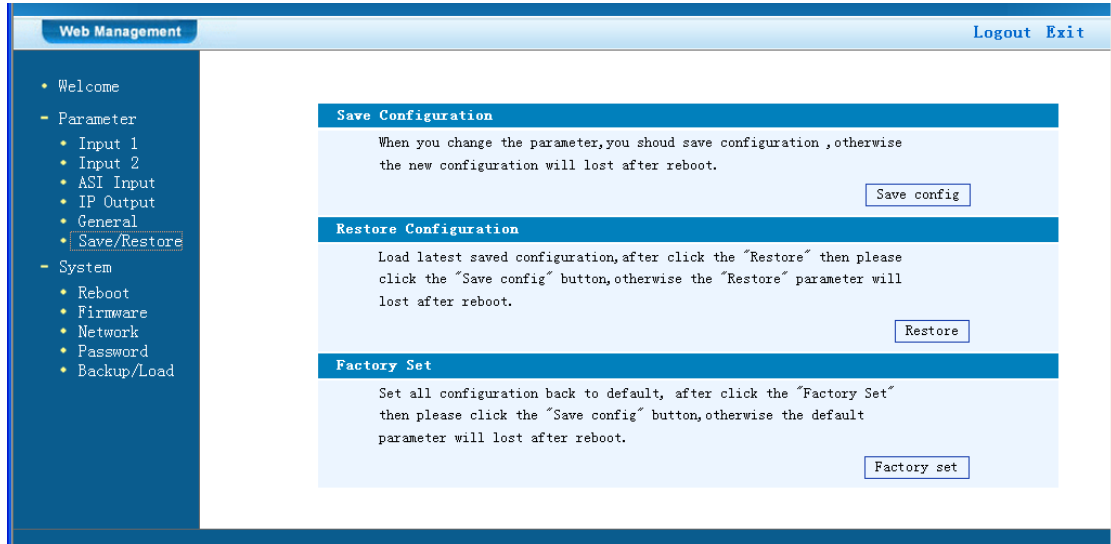 Web Management
Logout Exit
Welcome
Parameter
Input 1
Input 2
ASI Input
IP Output
General
Save/Restore
System
Reboot
Firmware
Network
Password
Backup/Load
Save Configuration
When you change the parameter,you shoud save configuration ,otherwise
the new configuration will lost after reboot.
Save config
Restore Configuration
Load latest saved configuration,after click the "Restore" then please
click the "Save config" button,otherwise the "Restore" parameter will
lost after reboot.
Restore
Factory Set
Set all configuration back to default, after click the "Factory Set"
then please click the "Save config" button,otherwise the default
parameter will lost after reboot.
Factory set